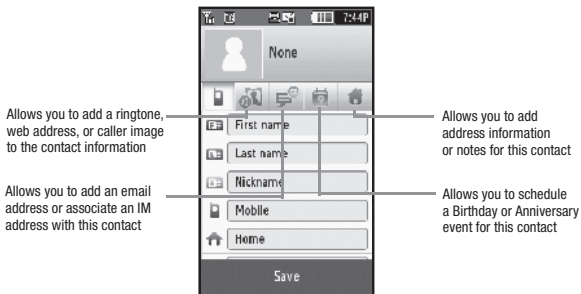 7:44P
None
Allows you to add a ringtone,
web address, or caller image
to the contact information
Allows you to add an email
address or associate an IM
address with this contact
First name
Last name
Nickname
Mobile
Home
Save
Allows you to add
address information
or notes for this contact
Allows you to schedule
a Birthday or Anniversary
event for this contact